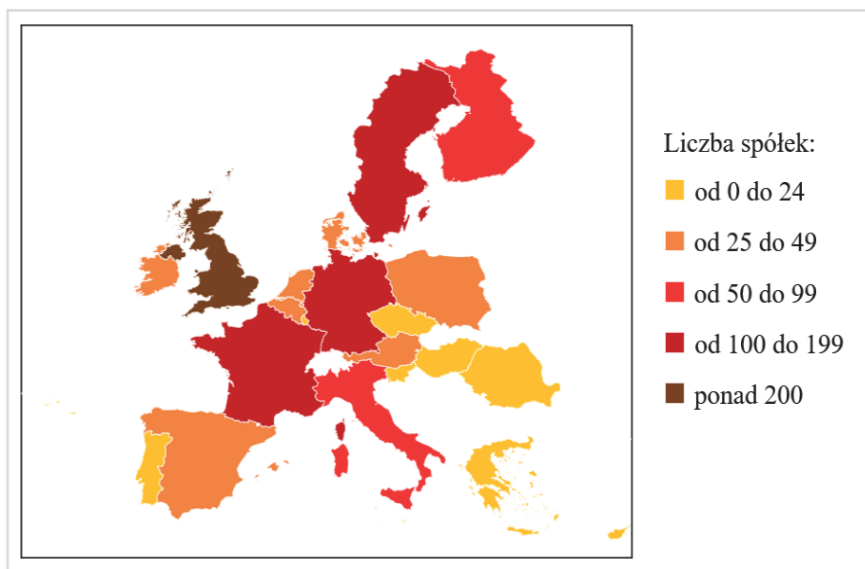 Liczba spółek:
od 0 do 24
od 25 do 49
od 50 do 99
od 100 do 199
ponad 200